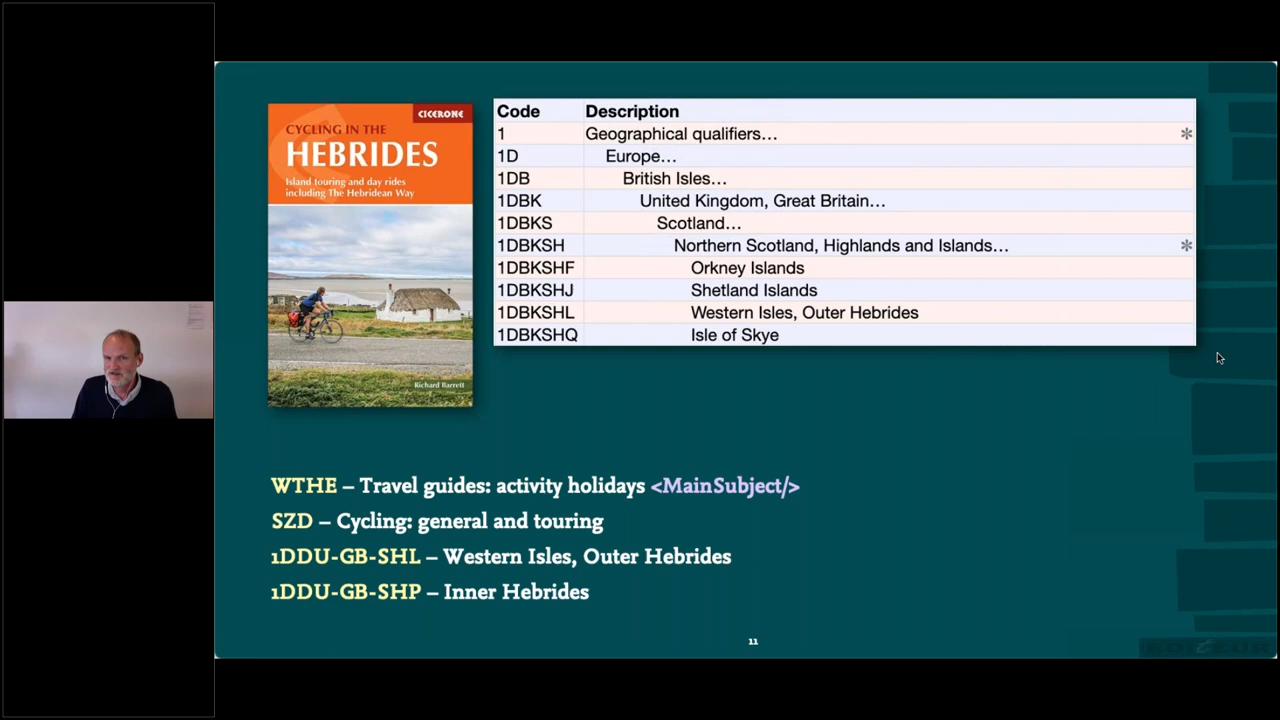 CICERONE
CYCLING IN THE
HEBRIDES
Island touring and day rides
including The Hebridean Way
Richard Barrett
Code Description
1 Geographical qualifiers… *
1D Europe…
1DB British Isles…
1DBK United Kingdom, Great Britain…
1DBKS Scotland…
1DBKSH Northern Scotland, Highlands and Islands… *
1DBKSHF Orkney Islands
1DBKSHJ Shetland Islands
1DBKSHL Western Isles, Outer Hebrides
1DBKSHQ Isle of Skye
WTHE – Travel guides: activity holidays <MainSubject/>
SZD – Cycling: general and touring
1DDU-GB-SHL – Western Isles, Outer Hebrides
1DDU-GB-SHP – Inner Hebrides
11
EDItEUR